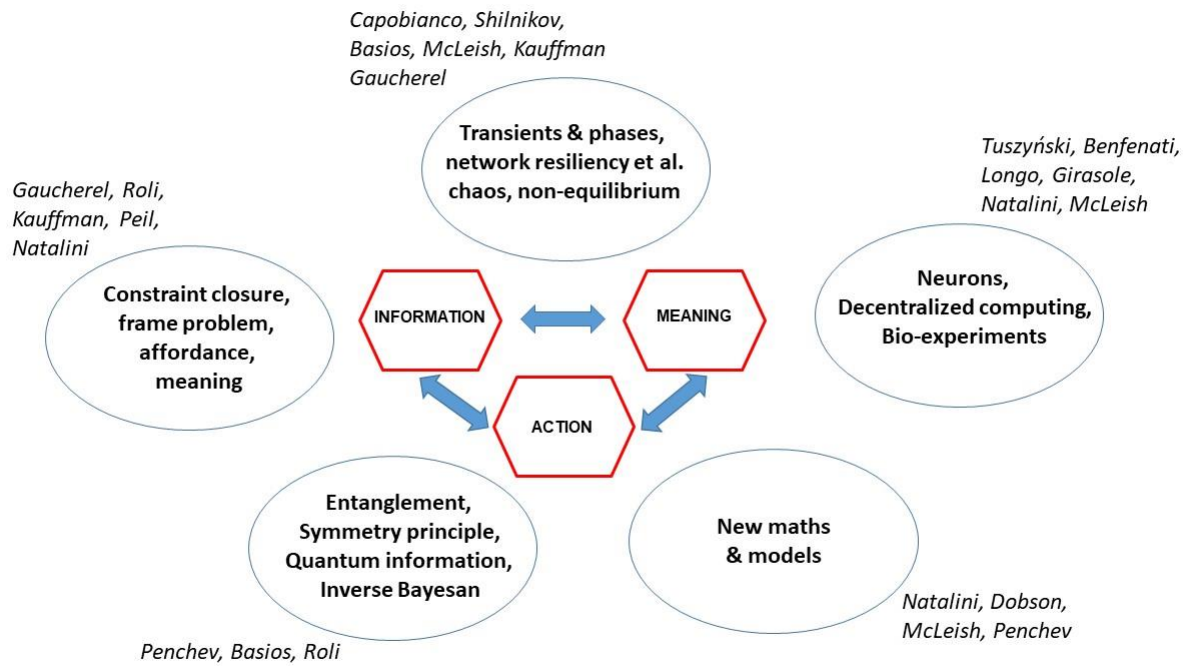 Capobianco, Shilnikov,
Basios, McLeish, Kauffman
Gaucherel
Transients & phases,
network resiliency et al.
chaos, non-equilibrium
Tuszyński, Benfenati,
Longo, Girasole,
Natalini, McLeish
Gaucherel, Roli,
Kauffman, Peil,
Natalini
Neurons,
Decentralized computing,
Bio-experiments
Constraint closure,
frame problem,
affordance,
meaning
INFORMATION
MEANING
ACTION
Entanglement,
Symmetry principle,
Quantum information,
Inverse Bayesan
New maths
& models
Natalini, Dobson,
McLeish, Penchev
Penchev, Basios, Roli